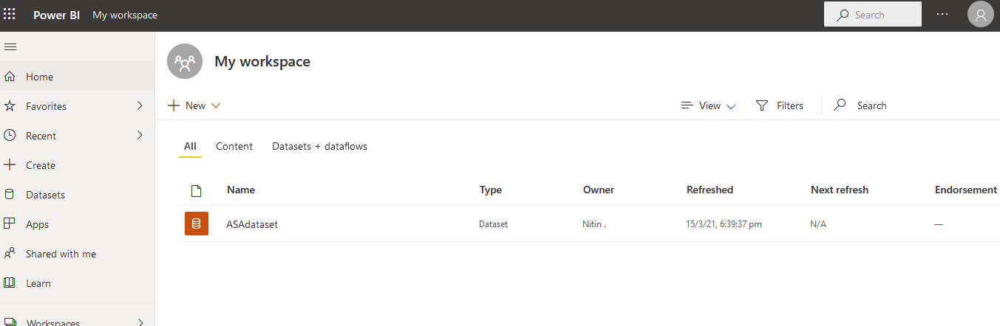 Power BI My workspace Search ...
My workspace
Home
Favorites
Recent
Create
Datasets
Apps
Shared with me
Learn
Workspaces
New View Filters Search
All Content Datasets + dataflows
Name Type Owner Refreshed Next refresh Endorsement
ASAdataset Dataset Nitin . 15/3/21, 6:39:37 pm N/A —